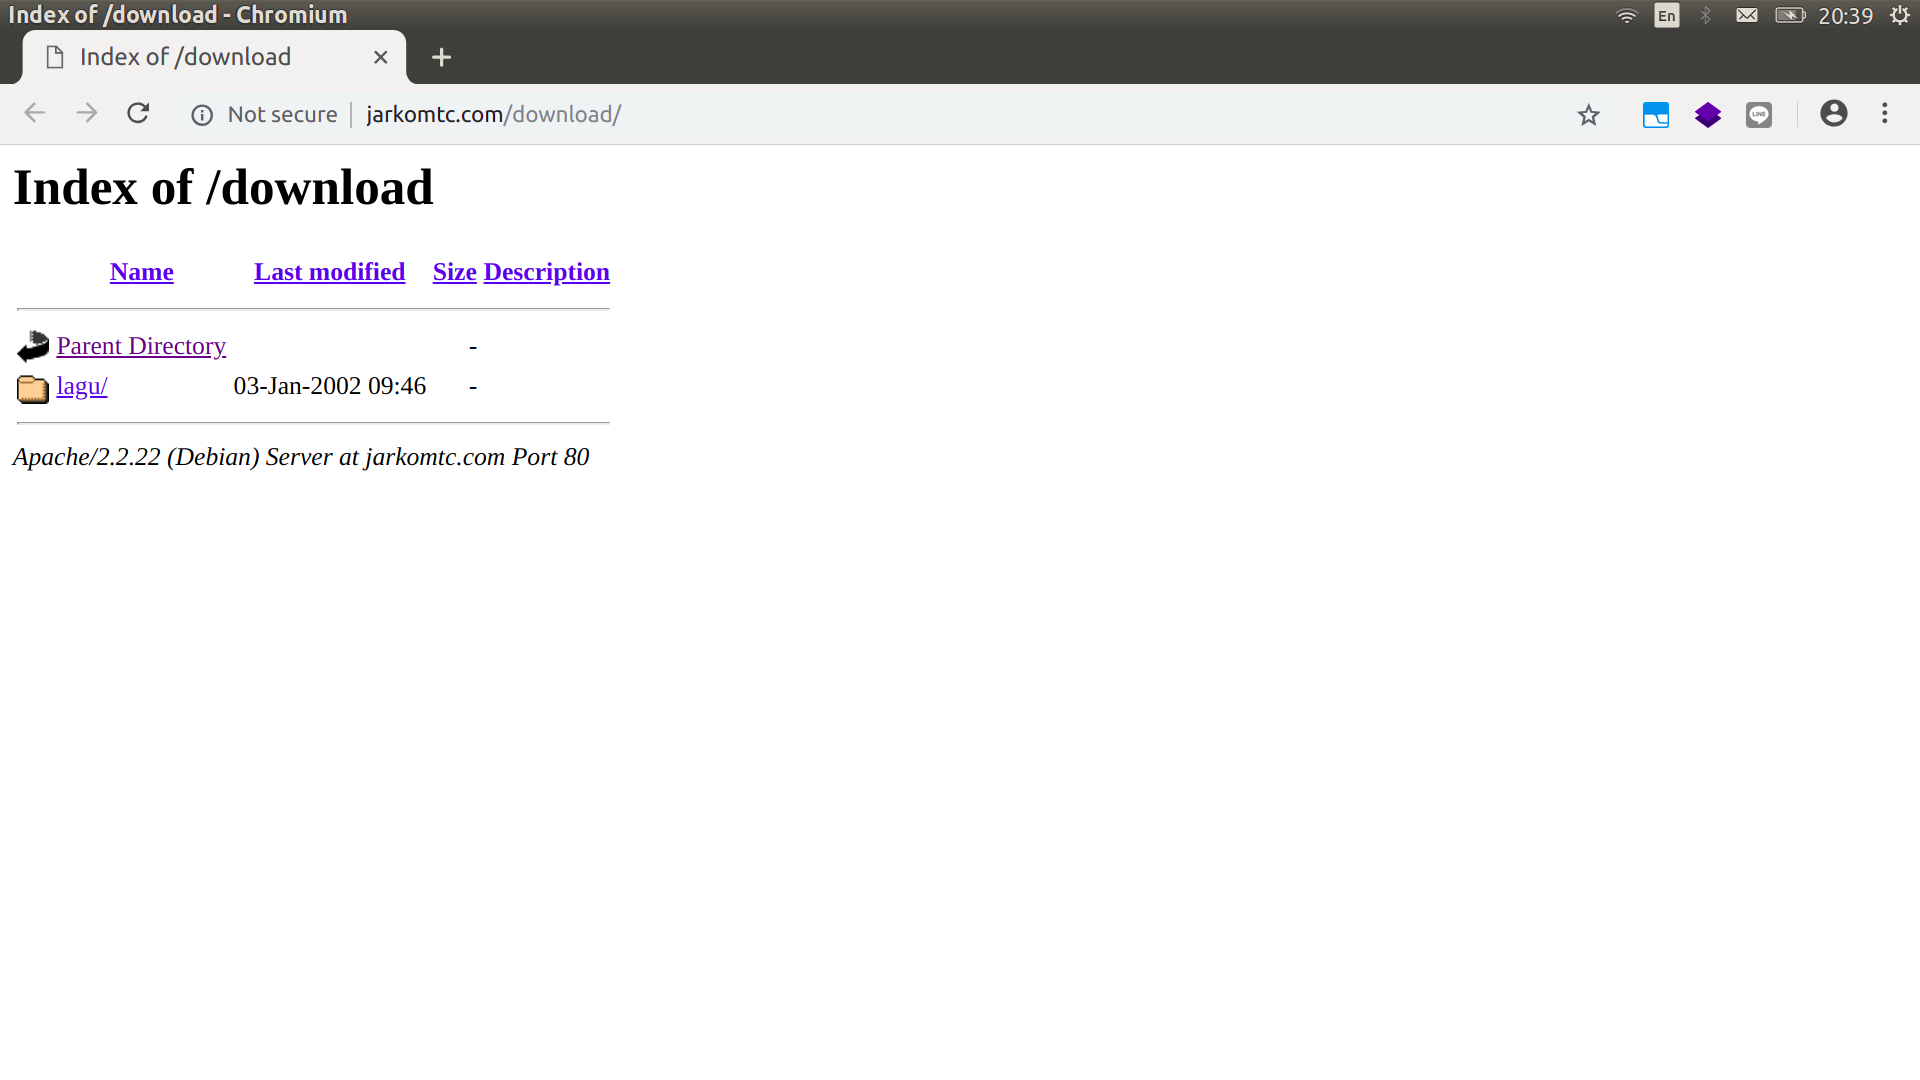 Index of /download - Chromium
En
20:39
Index of /download
Not secure
jarkomtc.com/download/
LINE
Index of /download
Name Last modified Size Description
Parent Directory -
lagu/ 03-Jan-2002 09:46 -
Apache/2.2.22 (Debian) Server at jarkomtc.com Port 80